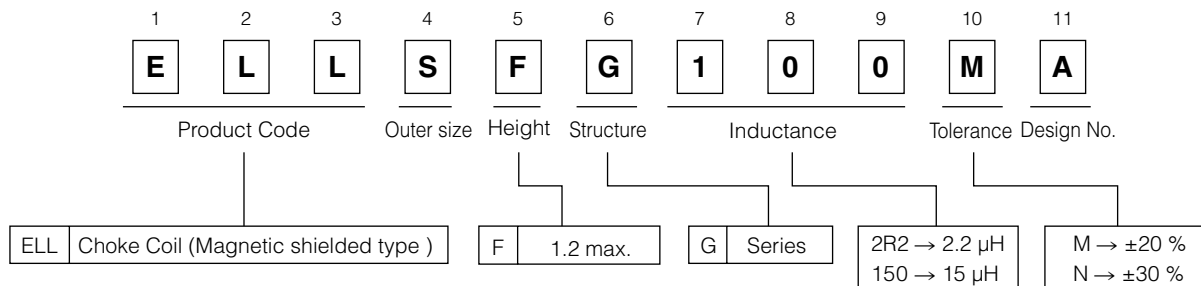 1 2 3 4 5 6 7 8 9 10 11
E L L S F G 1 0 0 M A
Product Code Outer size Height Structure Inductance Tolerance Design No.
ELL Choke Coil (Magnetic shielded type )
F 1.2 max.
G Series
2R2 → 2.2 µH
150 → 15 µH
M → ±20 %
N → ±30 %